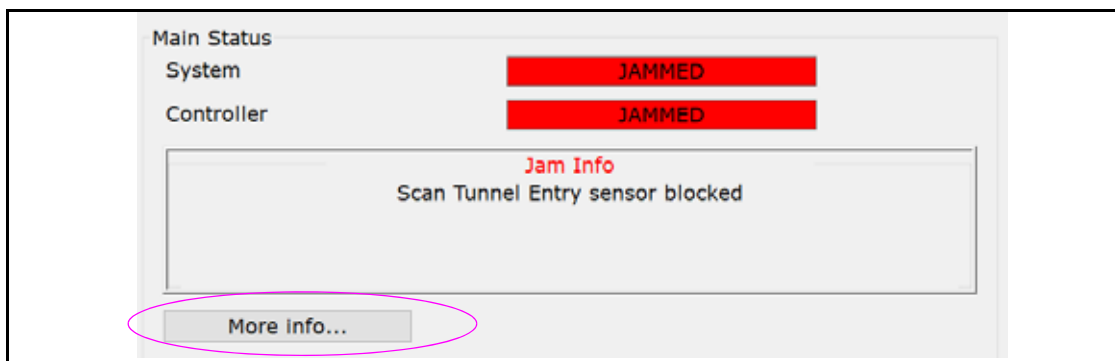 Main Status
System JAMMED
Controller JAMMED
Jam Info
Scan Tunnel Entry sensor blocked
More info...